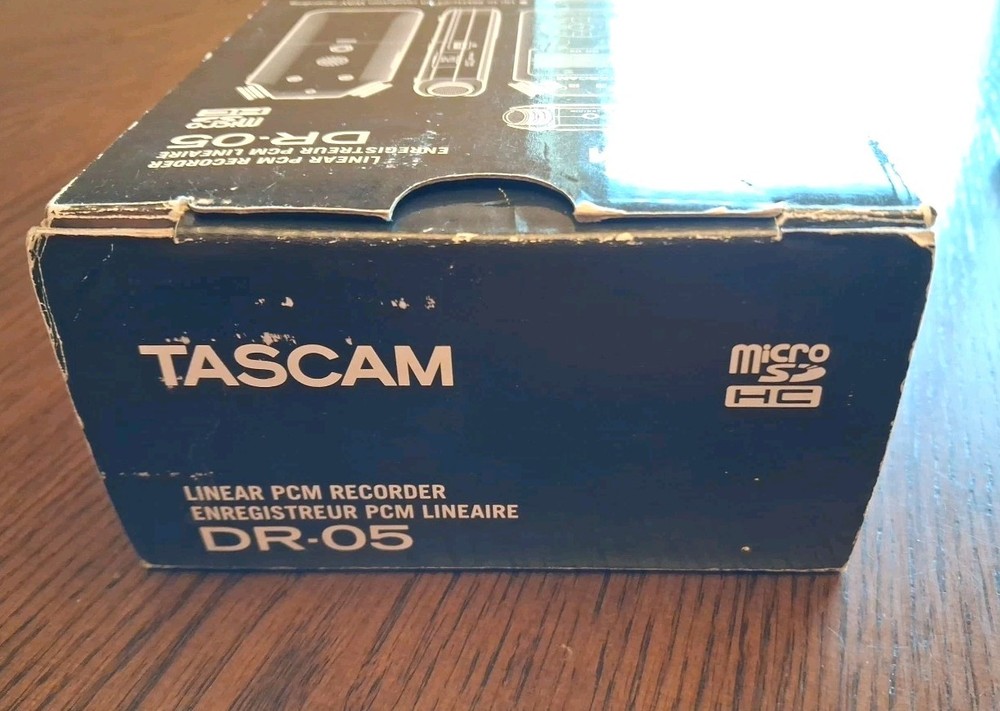 micro
DR-05
ENREGISTREUR PCM LINEAIRE
LINEAR PCM RECORDER
TASCAM
micro
SD
HC
LINEAR PCM RECORDER
ENREGISTREUR PCM LINEAIRE
DR-05